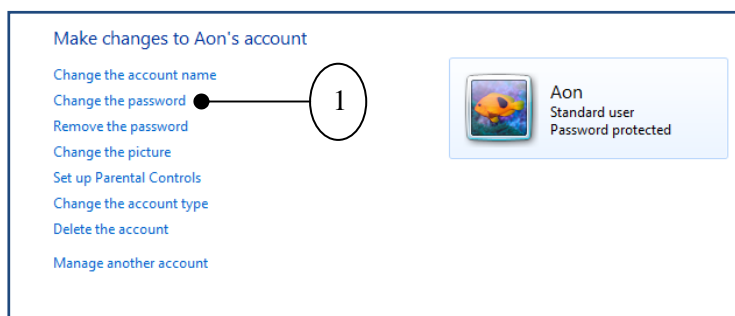 Make changes to Aon's account
Change the account name
Change the password
1
Remove the password
Change the picture
Set up Parental Controls
Change the account type
Delete the account
Manage another account
Aon
Standard user
Password protected